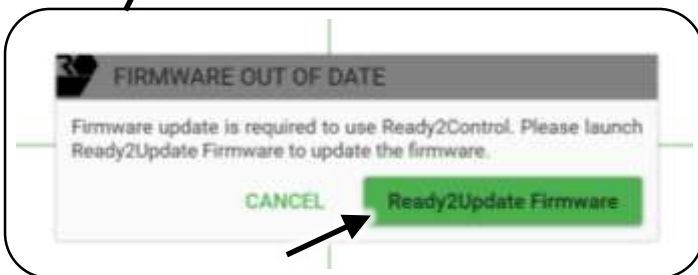 FIRMWARE OUT OF DATE
Firmware update is required to use Ready2Control. Please launch
Ready2Update Firmware to update the firmware.
CANCEL
Ready2Update Firmware